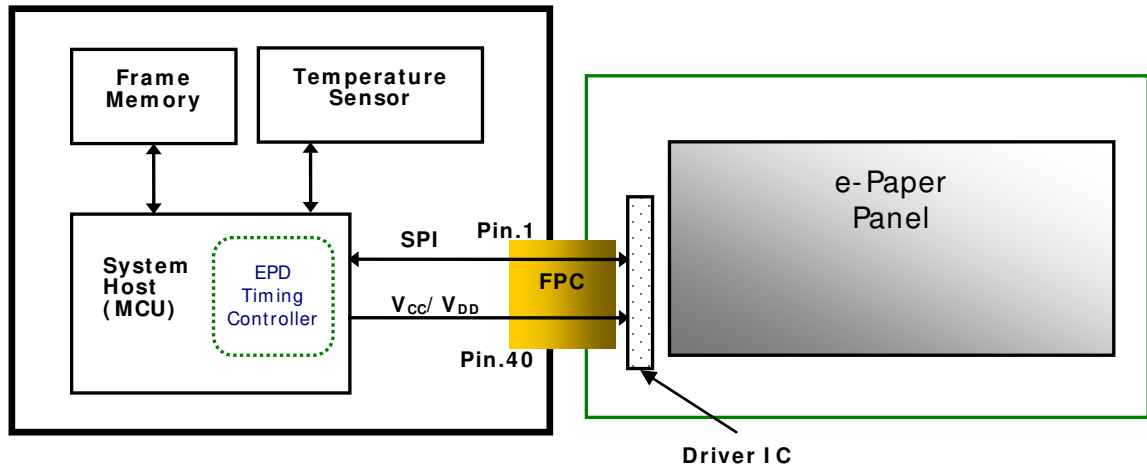 Frame
Memory
Temperature
Sensor
System
Host
(MCU)
EPD
Timing
Controller
SPI
VCC/ VDD
Pin.1
FPC
Pin.40
e-Paper
Panel
Driver IC